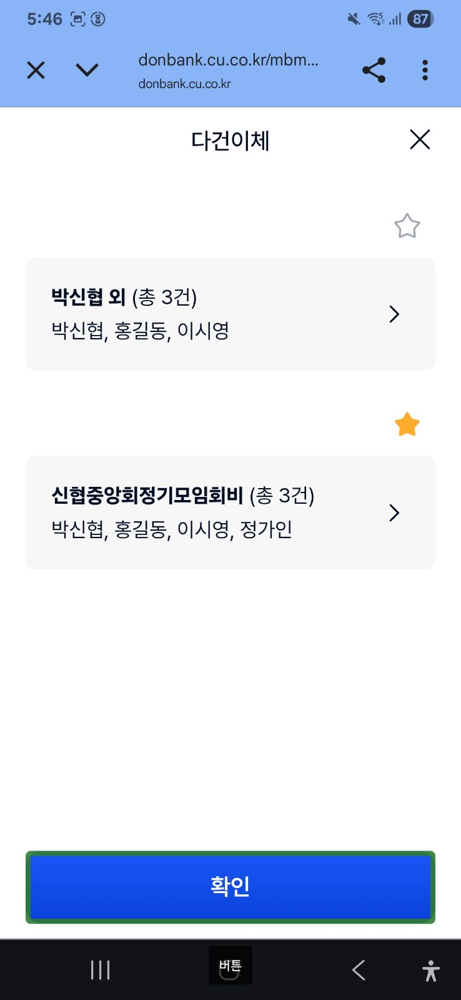 5:46
87
donbank.cu.co.kr/mbm...
donbank.cu.co.kr
다건이체
박신협 외 (총 3건)
박신협, 홍길동, 이시영
신협중앙회정기모임회비 (총 3건)
박신협, 홍길동, 이시영, 정가인
확인
버튼